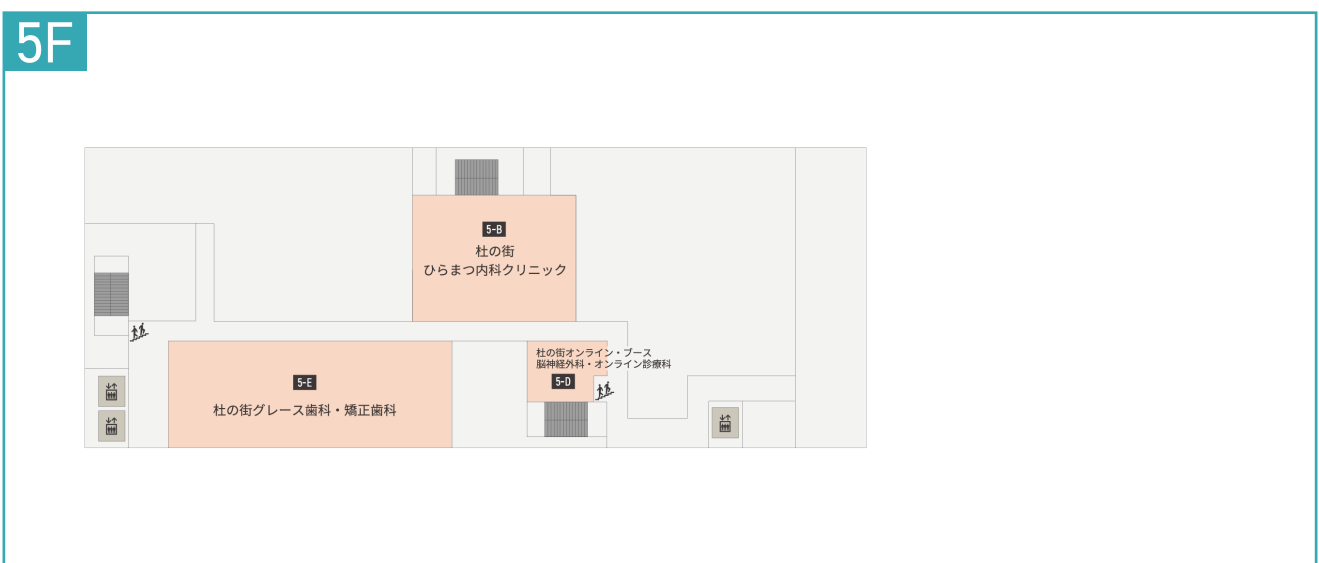 5F
5-B
杜の街
ひらまつ内科クリニック
杜の街オンライン・ブース
脳神経外科・オンライン診療科
5-D
5-E
杜の街グレース歯科・矯正歯科